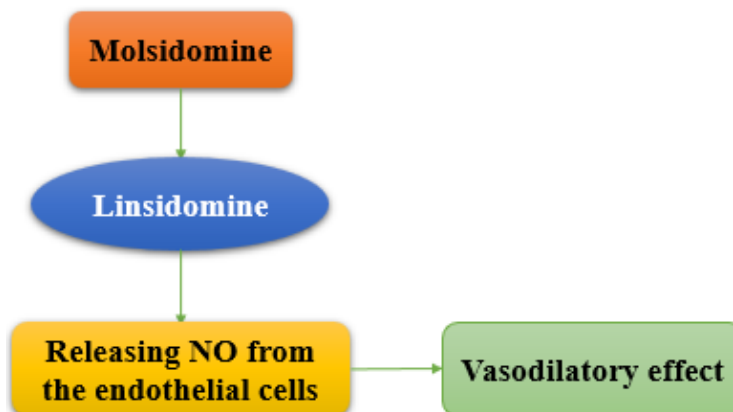 Molsidomine
Linsidomine
Releasing NO from
the endothelial cells
Vasodilatory effect